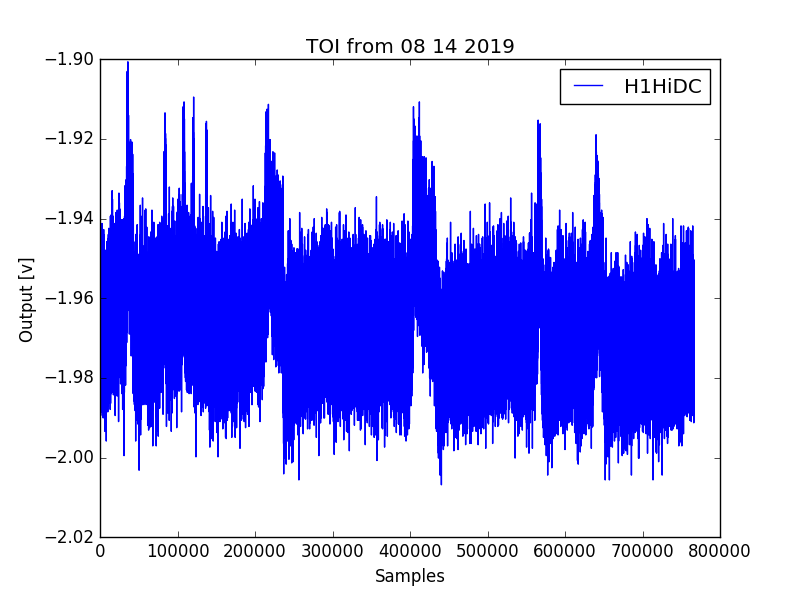 TOI from 08 14 2019
H1HiDC
Output [v]
−1.90
−1.92
−1.94
−1.96
−1.98
−2.00
−2.02
0 100000 200000 300000 400000 500000 600000 700000 800000
Samples